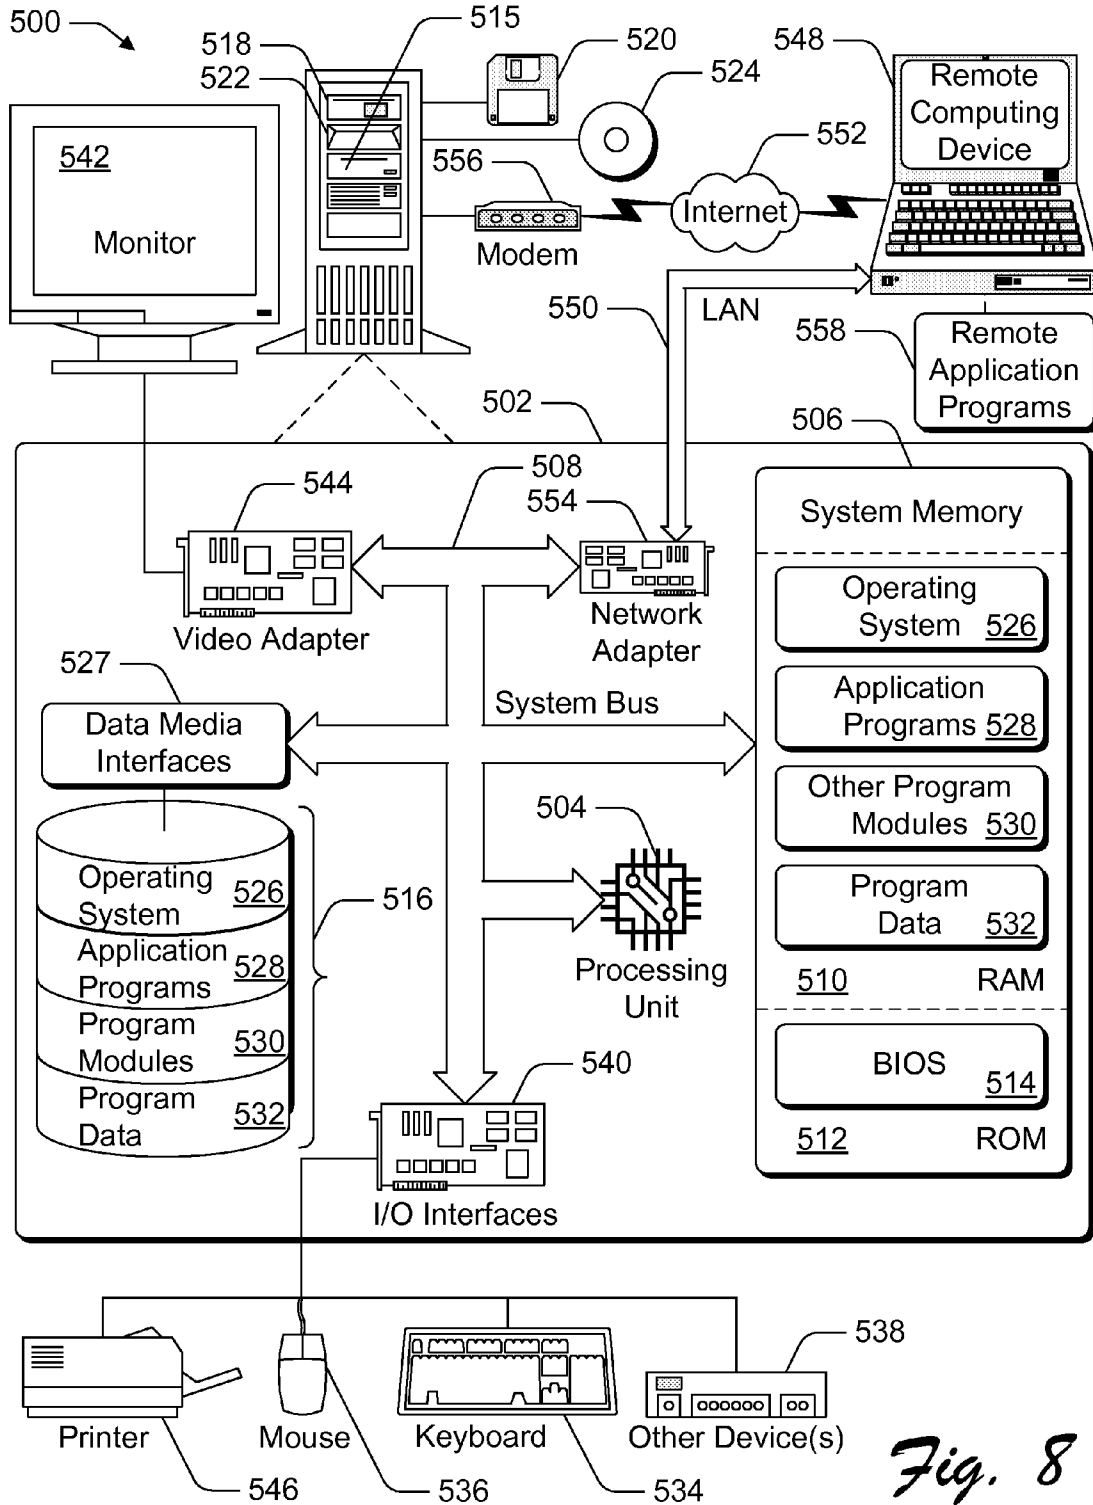 500
518
522
515
520
524
548
Remote
Computing
Device
542
Monitor
556
Modem
552
Internet
550
LAN
558
Remote
Application
Programs
502
506
544
508
554
Video Adapter
Network
Adapter
System Memory
Operating
System 526
Application
Programs 528
Other Program
Modules 530
Program
Data 532
510 RAM
BIOS 514
512 ROM
527
Data Media
Interfaces
System Bus
504
Processing
Unit
Operating
System 526
Application
Programs 528
Program
Modules 530
Program
Data 532
516
540
I/O Interfaces
Printer
546
Mouse
536
Keyboard
534
538
Other Device(s)
Fig. 8